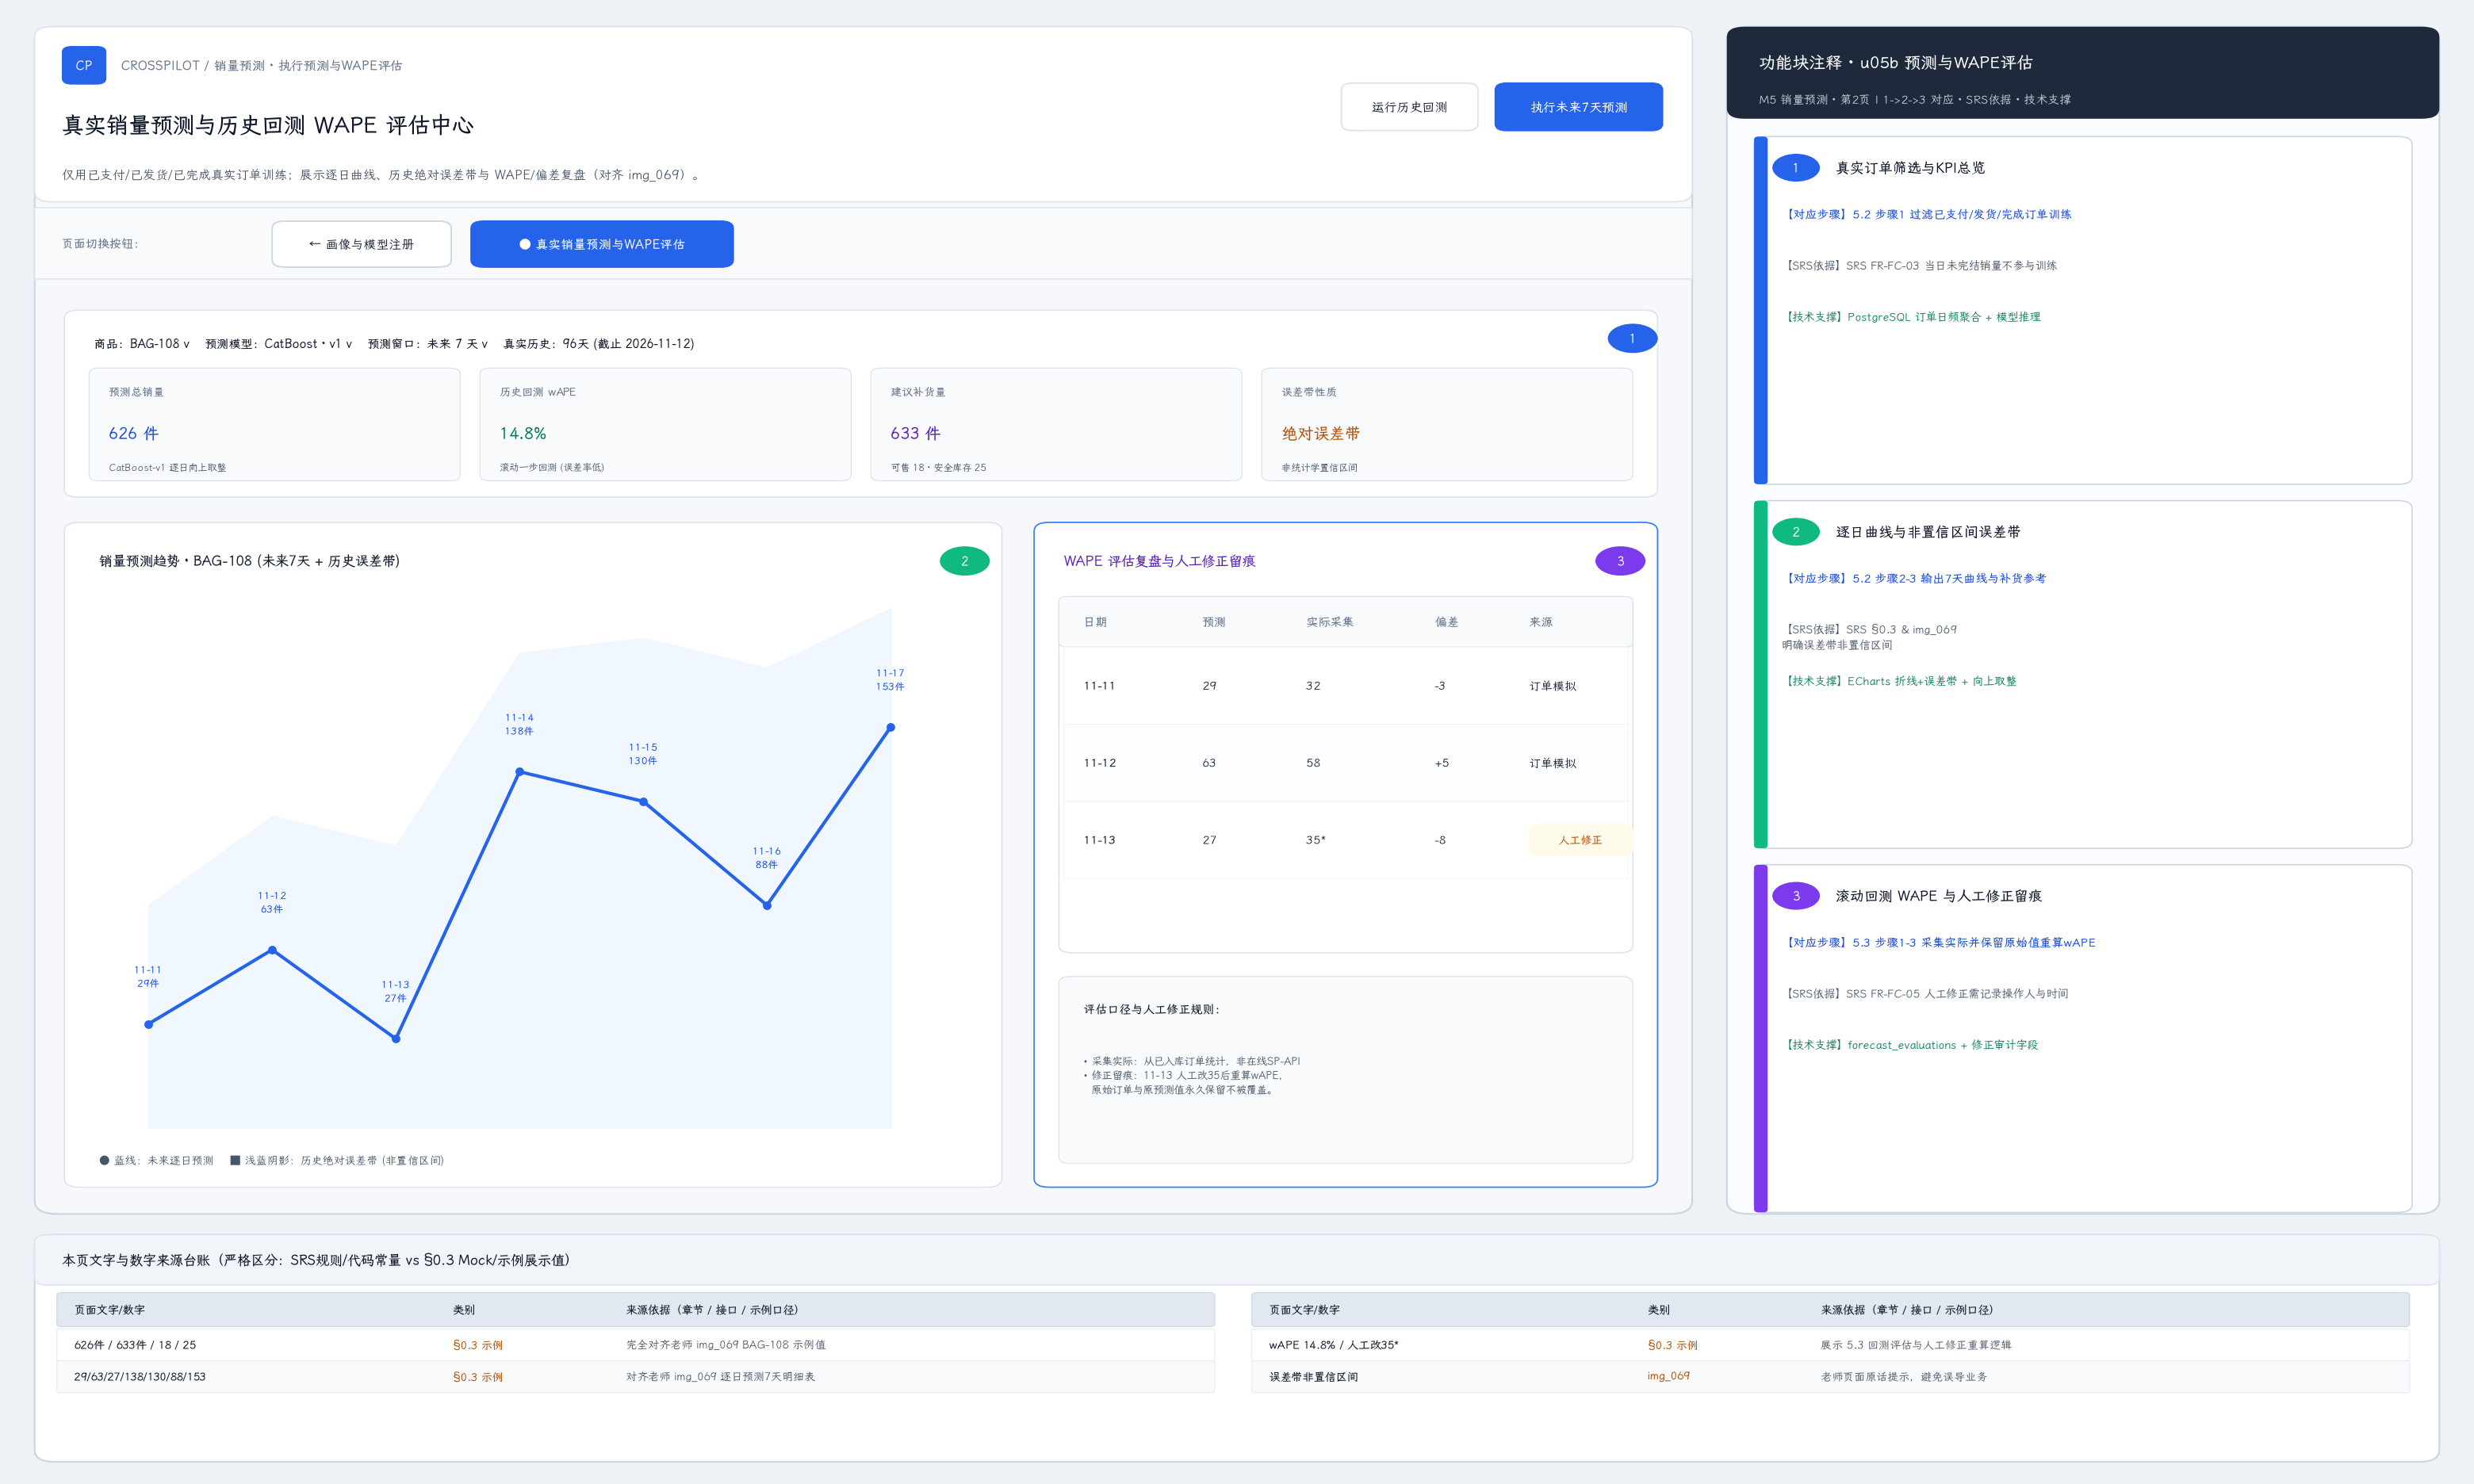 CP
CROSSPILOT / 销量预测・执行预测与WAPE评估
真实销量预测与历史回测 WAPE 评估中心
仅用已支付/已发货/已完成真实订单训练；展示逐日曲线、历史绝对误差带与 WAPE/偏差复盘（对齐 img_069）。
运行历史回测
执行未来7天预测
页面切换按钮：
← 画像与模型注册
● 真实销量预测与WAPE评估
商品：BAG-108 v 预测模型：CatBoost・v1 v 预测窗口：未来 7 天 v 真实历史：96天 (截止 2026-11-12)
1
预测总销量
626 件
CatBoost-v1 逐日向上取整
历史回测 wAPE
14.8%
滚动一步回测 (误差率低)
建议补货量
633 件
可售 18・安全库存 25
误差带性质
绝对误差带
非统计学置信区间
销量预测趋势・BAG-108 (未来7天 + 历史误差带)
2
11-11
29件
11-12
63件
11-13
27件
11-14
138件
11-15
130件
11-16
88件
11-17
153件
● 蓝线：未来逐日预测 ■ 浅蓝阴影：历史绝对误差带 (非置信区间)
WAPE 评估复盘与人工修正留痕
3
日期 预测 实际采集 偏差 来源
11-11 29 32 -3 订单模拟
11-12 63 58 +5 订单模拟
11-13 27 35* -8 人工修正
评估口径与人工修正规则：
• 采集实际：从已入库订单统计，非在线SP-API
• 修正留痕：11-13 人工改35后重算wAPE，
原始订单与原预测值永久保留不被覆盖。
功能块注释・u05b 预测与WAPE评估
M5 销量预测・第2页 | 1->2->3 对应・SRS依据・技术支撑
1
真实订单筛选与KPI总览
【对应步骤】5.2 步骤1 过滤已支付/发货/完成订单训练
【SRS依据】SRS FR-FC-03 当日未完结销量不参与训练
【技术支撑】PostgreSQL 订单日频聚合 + 模型推理
2
逐日曲线与非置信区间误差带
【对应步骤】5.2 步骤2-3 输出7天曲线与补货参考
【SRS依据】SRS §0.3 & img_069
明确误差带非置信区间
【技术支撑】ECharts 折线+误差带 + 向上取整
3
滚动回测 WAPE 与人工修正留痕
【对应步骤】5.3 步骤1-3 采集实际并保留原始值重算wAPE
【SRS依据】SRS FR-FC-05 人工修正需记录操作人与时间
【技术支撑】forecast_evaluations + 修正审计字段
本页文字与数字来源台账（严格区分：SRS规则/代码常量 vs §0.3 Mock/示例展示值）
页面文字/数字 类别 来源依据（章节 / 接口 / 示例口径）
626件 / 633件 / 18 / 25 §0.3 示例 完全对齐老师 img_069 BAG-108 示例值
29/63/27/138/130/88/153 §0.3 示例 对齐老师 img_069 逐日预测7天明细表
页面文字/数字 类别 来源依据（章节 / 接口 / 示例口径）
wAPE 14.8% / 人工改35* §0.3 示例 展示 5.3 回测评估与人工修正重算逻辑
误差带非置信区间 img_069 老师页面原话提示，避免误导业务